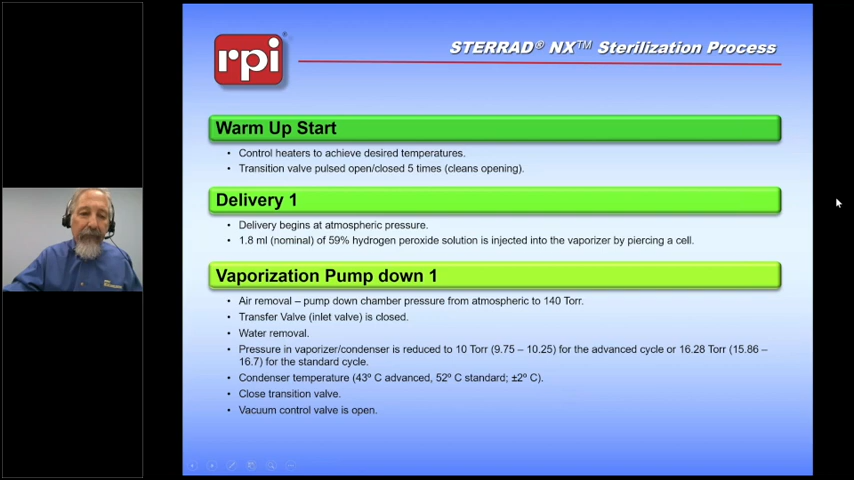 rpi®
STERRAD® NX™ Sterilization Process
Warm Up Start
• Control heaters to achieve desired temperatures.
• Transition valve pulsed open/closed 5 times (cleans opening).
Delivery 1
• Delivery begins at atmospheric pressure.
• 1.8 ml (nominal) of 59% hydrogen peroxide solution is injected into the vaporizer by piercing a cell.
Vaporization Pump down 1
• Air removal – pump down chamber pressure from atmospheric to 140 Torr.
• Transfer Valve (inlet valve) is closed.
• Water removal.
• Pressure in vaporizer/condenser is reduced to 10 Torr (9.75 – 10.25) for the advanced cycle or 16.28 Torr (15.86 –
16.7) for the standard cycle.
• Condenser temperature (43º C advanced, 52º C standard; ±2º C).
• Close transition valve.
• Vacuum control valve is open.